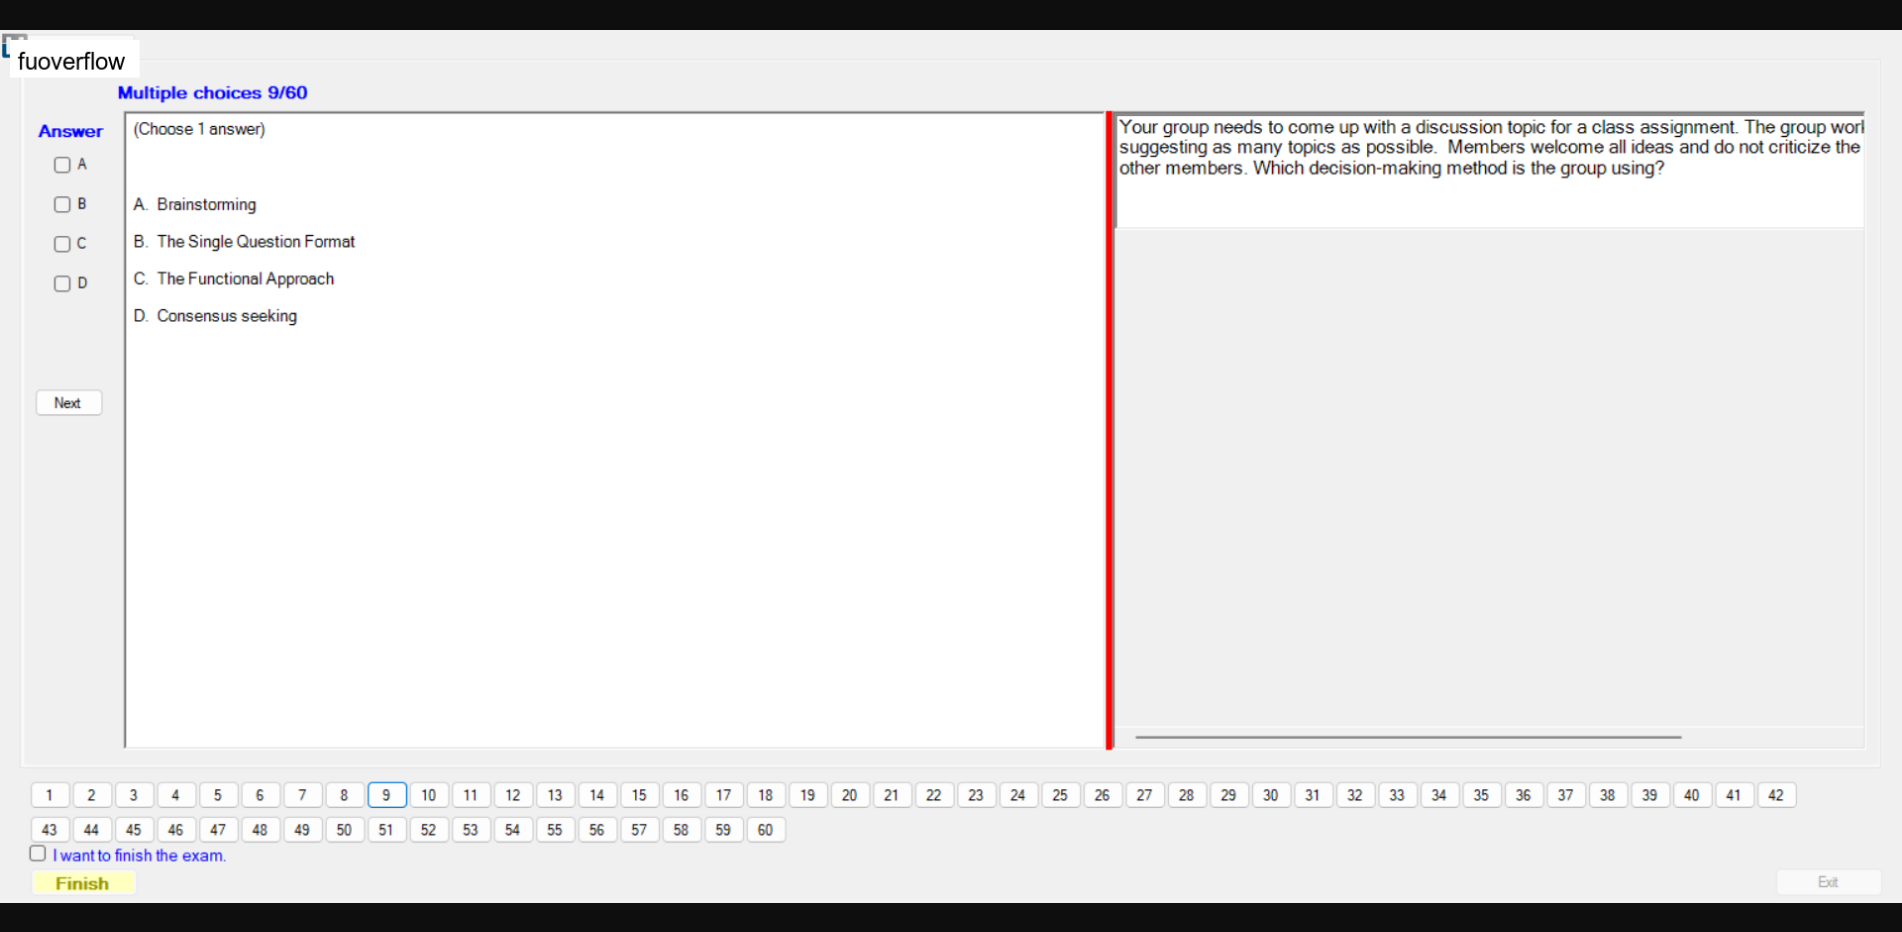 fuoverflow
Multiple choices 9/60
Answer
A
B
C
D
Next
(Choose 1 answer)
A. Brainstorming
B. The Single Question Format
C. The Functional Approach
D. Consensus seeking
Your group needs to come up with a discussion topic for a class assignment. The group
suggesting as many topics as possible. Members welcome all ideas and do not criticize the
other members. Which decision-making method is the group using?
1 2 3 4 5 6 7 8 9 10 11 12 13 14 15 16 17 18 19 20 21 22 23 24 25 26 27 28 29 30 31 32 33 34 35 36 37 38 39 40 41 42
43 44 45 46 47 48 49 50 51 52 53 54 55 56 57 58 59 60
I want to finish the exam.
Finish
Exit